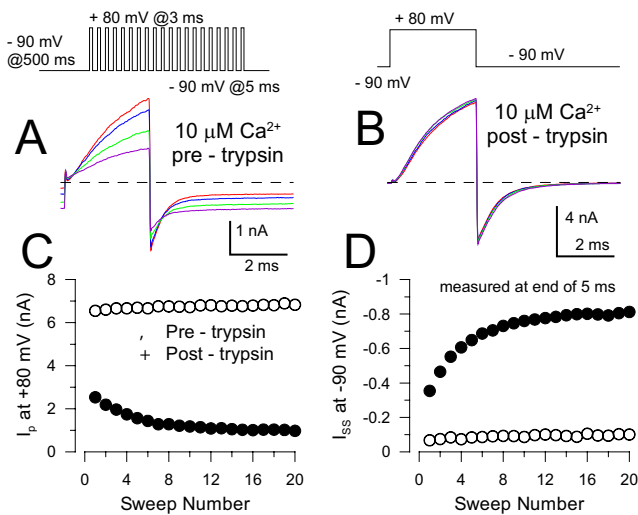 + 80 mV @3 ms
- 90 mV
@500 ms
- 90 mV @5 ms
+ 80 mV
- 90 mV
- 90 mV
A
10 μM Ca2+
pre - trypsin
1 nA
2 ms
B
10 μM Ca2+
post - trypsin
4 nA
2 ms
C
Ip at +80 mV (nA)
8
6
4
2
0
, Pre - trypsin
+ Post - trypsin
0 4 8 12 16 20
Sweep Number
D
measured at end of 5 ms
ISS at -90 mV (nA)
-1
-0.8
-0.6
-0.4
-0.2
0
0 4 8 12 16 20
Sweep Number